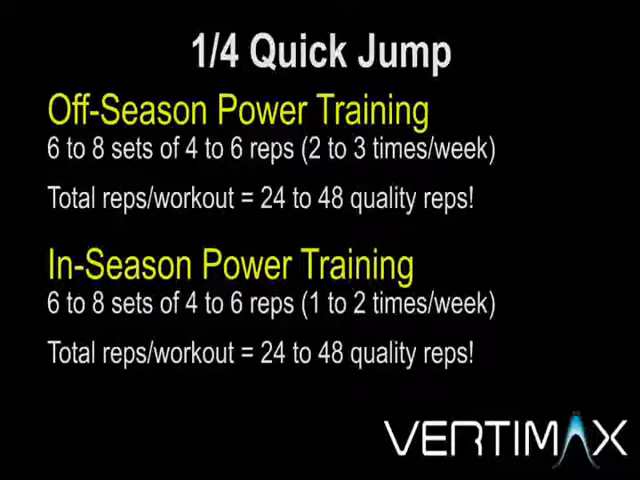 1/4 Quick Jump
Off-Season Power Training
6 to 8 sets of 4 to 6 reps (2 to 3 times/week)
Total reps/workout = 24 to 48 quality reps!
In-Season Power Training
6 to 8 sets of 4 to 6 reps (1 to 2 times/week)
Total reps/workout = 24 to 48 quality reps!
VERTIMAX